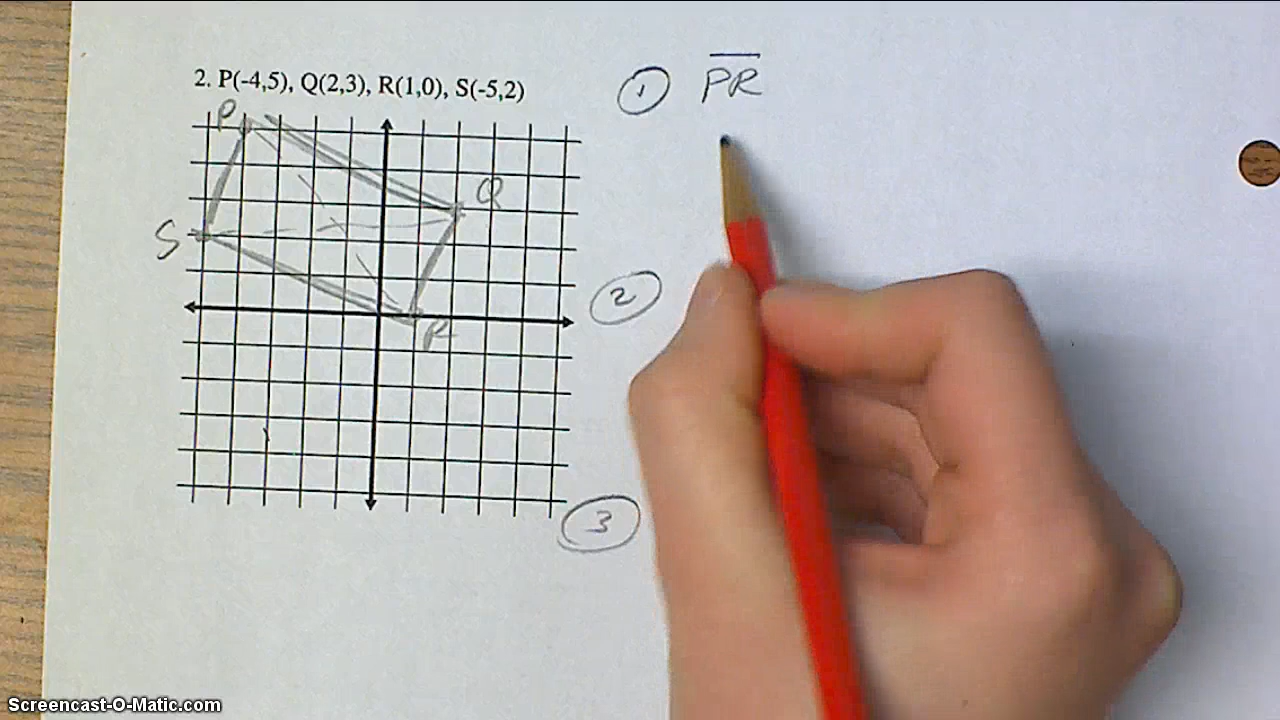 2. P(-4,5), Q(2,3), R(1,0), S(-5,2)
① PR
P
Q
S
②
R
③
Screencast-O-Matic.com